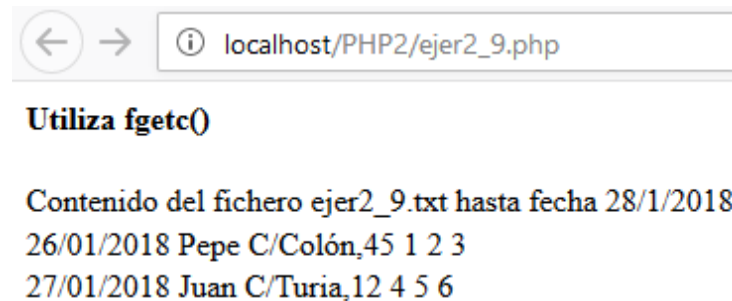 localhost/PHP2/ejer2_9.php
Utiliza fgetc()
Contenido del fichero ejer2_9.txt hasta fecha 28/1/2018
26/01/2018 Pepe C/Colón,45 1 2 3
27/01/2018 Juan C/Turia,12 4 5 6